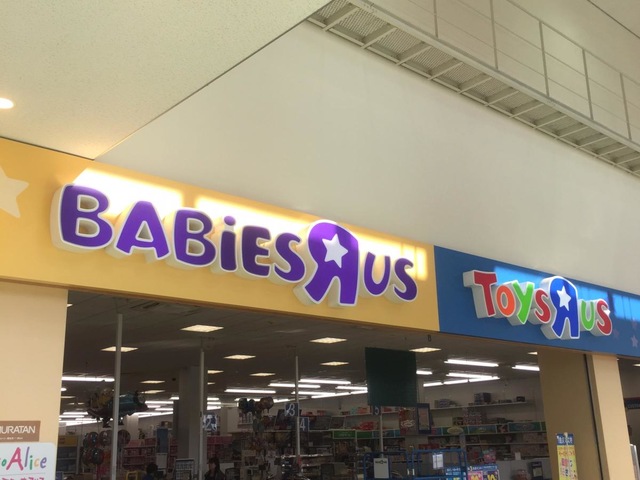 BABiES R US
TOYS R US
MURATAN
Alice